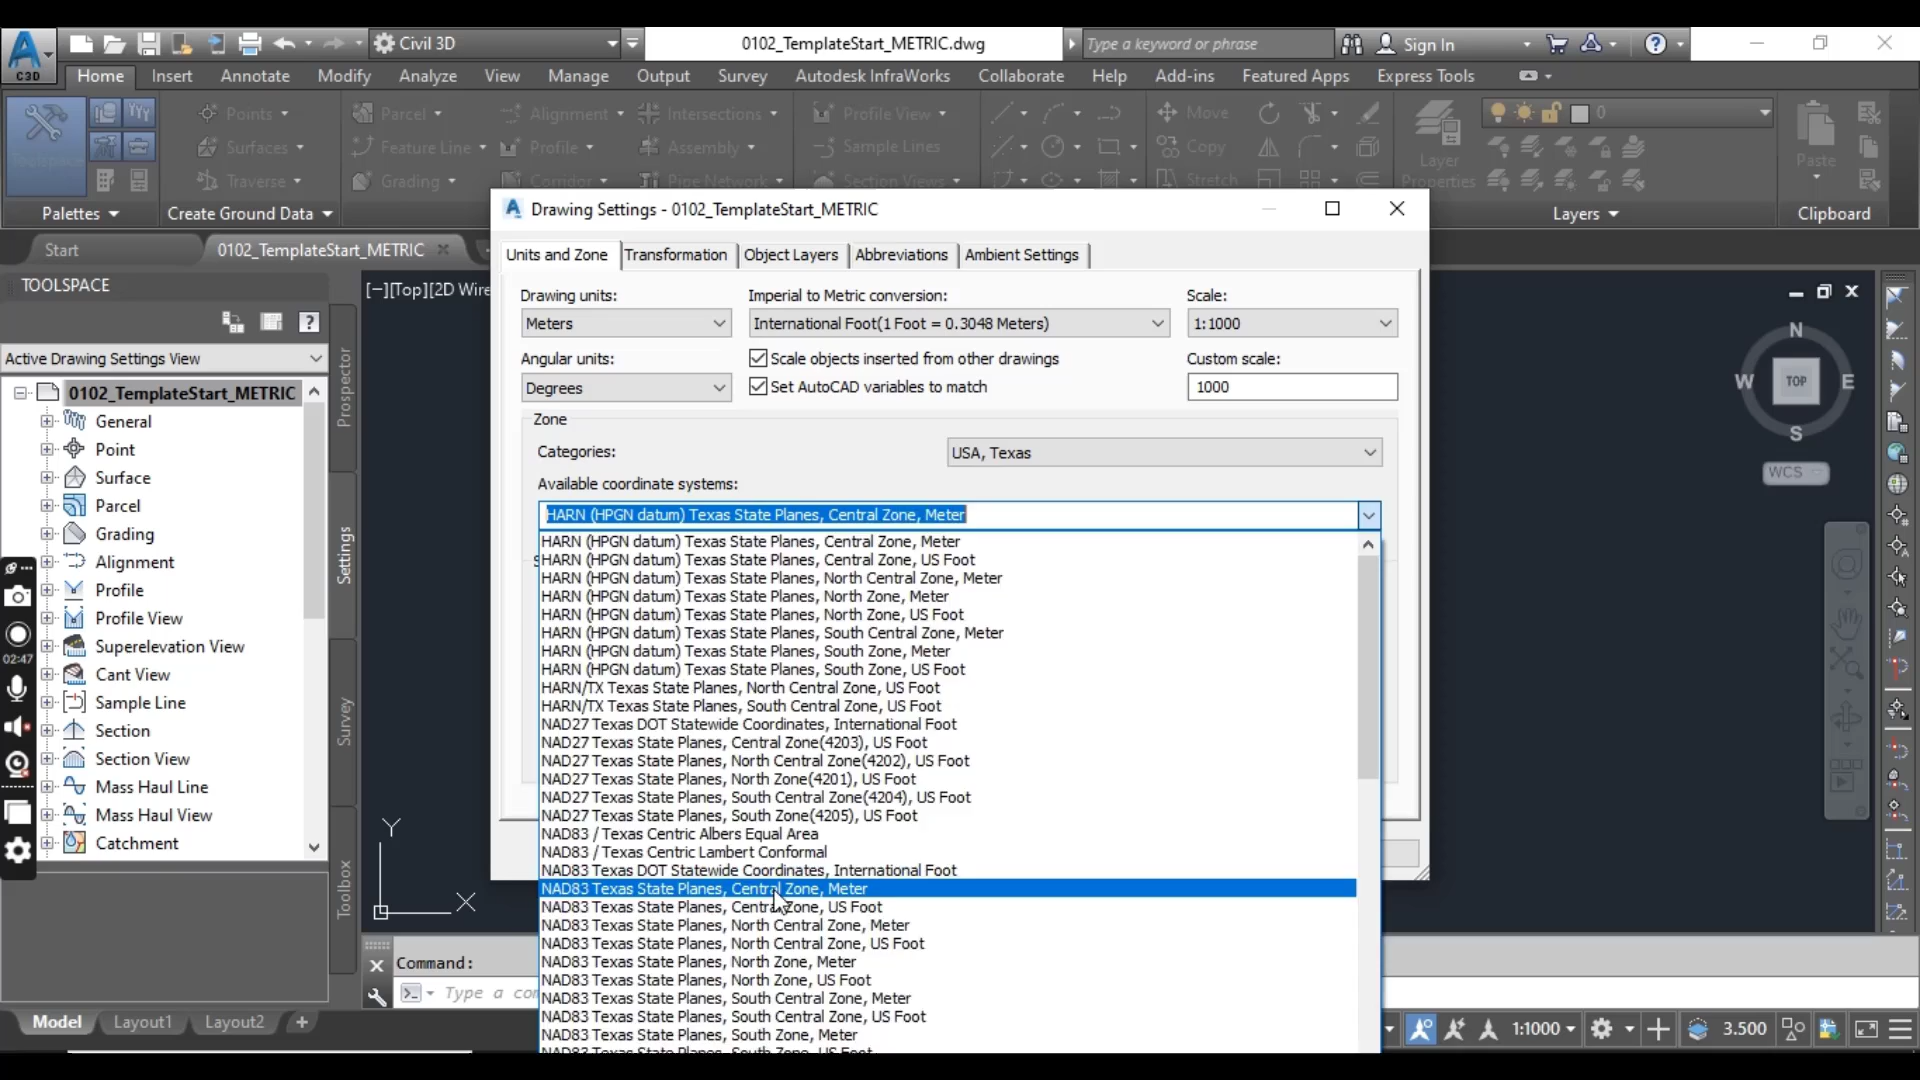 C3D
Civil 3D
0102_TemplateStart_METRIC.dwg
Type a keyword or phrase
Sign In
Home Insert Annotate Modify Analyze View Manage Output Survey Autodesk InfraWorks Collaborate Help Add-ins Featured Apps Express Tools
Points Parcel Alignment Intersections Profile View Move 0
Surfaces Feature Line Profile Assembly Sample Lines Copy Layer Properties Paste
Traverse Grading Corridor Pipe Network Section Views Stretch
Toolspace
Palettes Create Ground Data Layers Clipboard
Start 0102_TemplateStart_METRIC
TOOLSPACE
Active Drawing Settings View
0102_TemplateStart_METRIC
General
Point
Surface
Parcel
Grading
Alignment
Profile
Profile View
Superelevation View
Cant View
Sample Line
Section
Section View
Mass Haul Line
Mass Haul View
Catchment
Prospector
Settings
Survey
Toolbox
02:47
[−][Top][2D Wire
Drawing Settings - 0102_TemplateStart_METRIC
Units and Zone Transformation Object Layers Abbreviations Ambient Settings
Drawing units: Imperial to Metric conversion: Scale:
Meters International Foot(1 Foot = 0.3048 Meters) 1:1000
Angular units: Scale objects inserted from other drawings Custom scale:
Degrees Set AutoCAD variables to match 1000
Zone
Categories: USA, Texas
Available coordinate systems:
HARN (HPGN datum) Texas State Planes, Central Zone, Meter
HARN (HPGN datum) Texas State Planes, Central Zone, Meter
HARN (HPGN datum) Texas State Planes, Central Zone, US Foot
HARN (HPGN datum) Texas State Planes, North Central Zone, Meter
HARN (HPGN datum) Texas State Planes, North Zone, Meter
HARN (HPGN datum) Texas State Planes, North Zone, US Foot
HARN (HPGN datum) Texas State Planes, South Central Zone, Meter
HARN (HPGN datum) Texas State Planes, South Zone, Meter
HARN (HPGN datum) Texas State Planes, South Zone, US Foot
HARN/TX Texas State Planes, North Central Zone, US Foot
HARN/TX Texas State Planes, South Central Zone, US Foot
NAD27 Texas DOT Statewide Coordinates, International Foot
NAD27 Texas State Planes, Central Zone(4203), US Foot
NAD27 Texas State Planes, North Central Zone(4202), US Foot
NAD27 Texas State Planes, North Zone(4201), US Foot
NAD27 Texas State Planes, South Central Zone(4204), US Foot
NAD27 Texas State Planes, South Zone(4205), US Foot
NAD83 / Texas Centric Albers Equal Area
NAD83 / Texas Centric Lambert Conformal
NAD83 Texas DOT Statewide Coordinates, International Foot
NAD83 Texas State Planes, Central Zone, Meter
NAD83 Texas State Planes, Central Zone, US Foot
NAD83 Texas State Planes, North Central Zone, Meter
NAD83 Texas State Planes, North Central Zone, US Foot
NAD83 Texas State Planes, North Zone, Meter
NAD83 Texas State Planes, North Zone, US Foot
NAD83 Texas State Planes, South Central Zone, Meter
NAD83 Texas State Planes, South Central Zone, US Foot
NAD83 Texas State Planes, South Zone, Meter
NAD83 Texas State Planes, South Zone, US Foot
N
W TOP E
S
WCS
Y
X
Command:
Type a co
Model Layout1 Layout2 +
1:1000 3.500